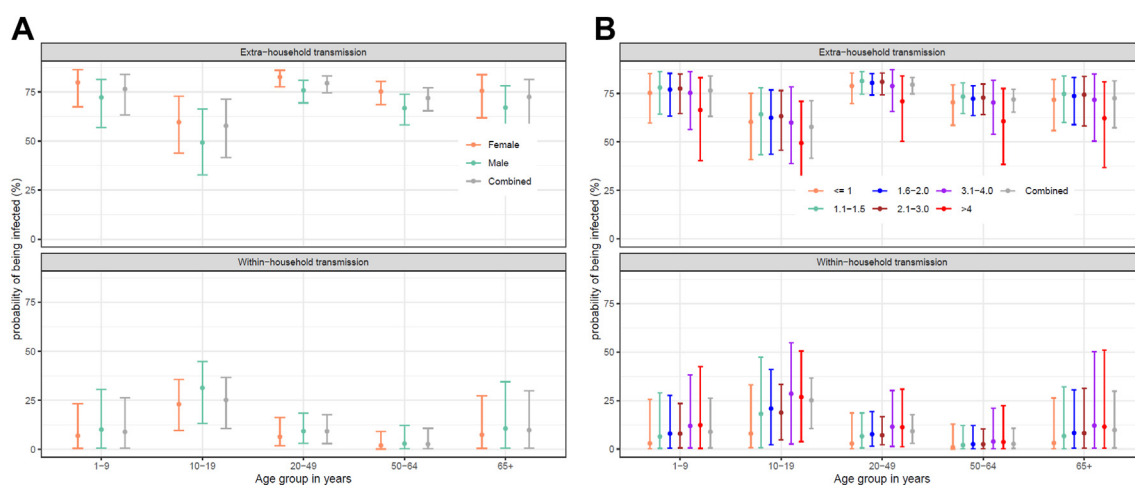 A
Extra−household transmission
75
50
25
0
Female
Male
Combined
Within−household transmission
75
50
25
0
probability of being infected (%)
1−9
10−19
20−49
50−64
65+
Age group in years
B
Extra−household transmission
75
50
25
0
<= 1
1.6−2.0
3.1−4.0
Combined
1.1−1.5
2.1−3.0
>4
Within−household transmission
75
50
25
0
probability of being infected (%)
1−9
10−19
20−49
50−64
65+
Age group in years